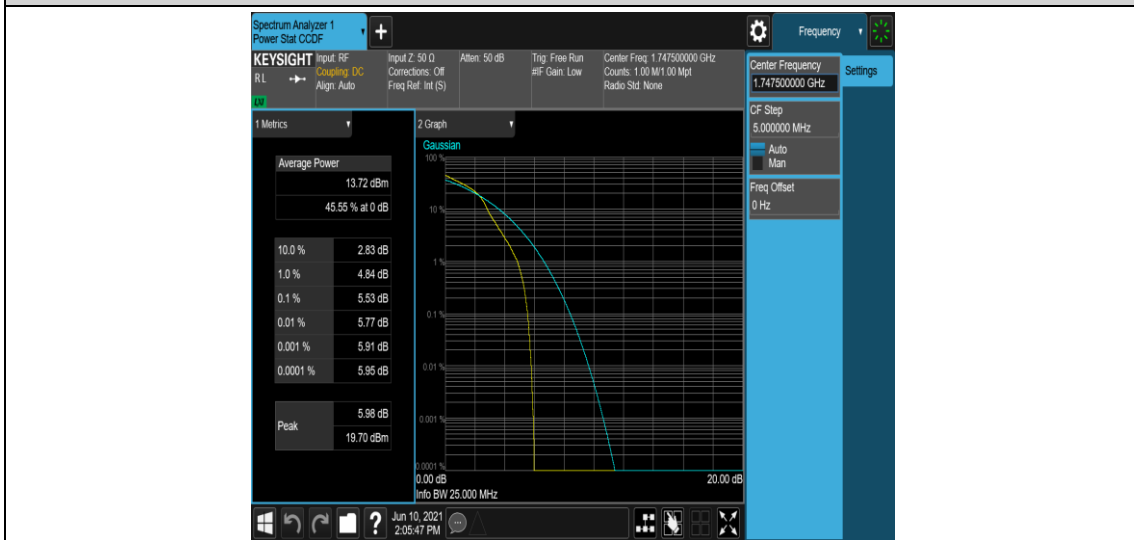 Spectrum Analyzer 1
Power Stat CCDF
+
Frequency
KEYSIGHT
RL
LXI
Input: RF
Coupling: DC
Align: Auto
Input Z: 50 Ω
Corrections: Off
Freq Ref: Int (S)
Atten: 50 dB
Trig: Free Run
#IF Gain: Low
Center Freq: 1.747500000 GHz
Counts: 1.00 M/1.00 Mpt
Radio Std: None
Center Frequency
1.747500000 GHz
Settings
CF Step
5.000000 MHz
Auto
Man
Freq Offset
0 Hz
1 Metrics
Average Power
13.72 dBm
45.55 % at 0 dB
10.0 % 2.83 dB
1.0 % 4.84 dB
0.1 % 5.53 dB
0.01 % 5.77 dB
0.001 % 5.91 dB
0.0001 % 5.95 dB
Peak
5.98 dB
19.70 dBm
2 Graph
Gaussian
100 %
10 %
1 %
0.1 %
0.01 %
0.001 %
0.0001 %
0.00 dB 20.00 dB
Info BW 25.000 MHz
?
Jun 10, 2021
2:05:47 PM